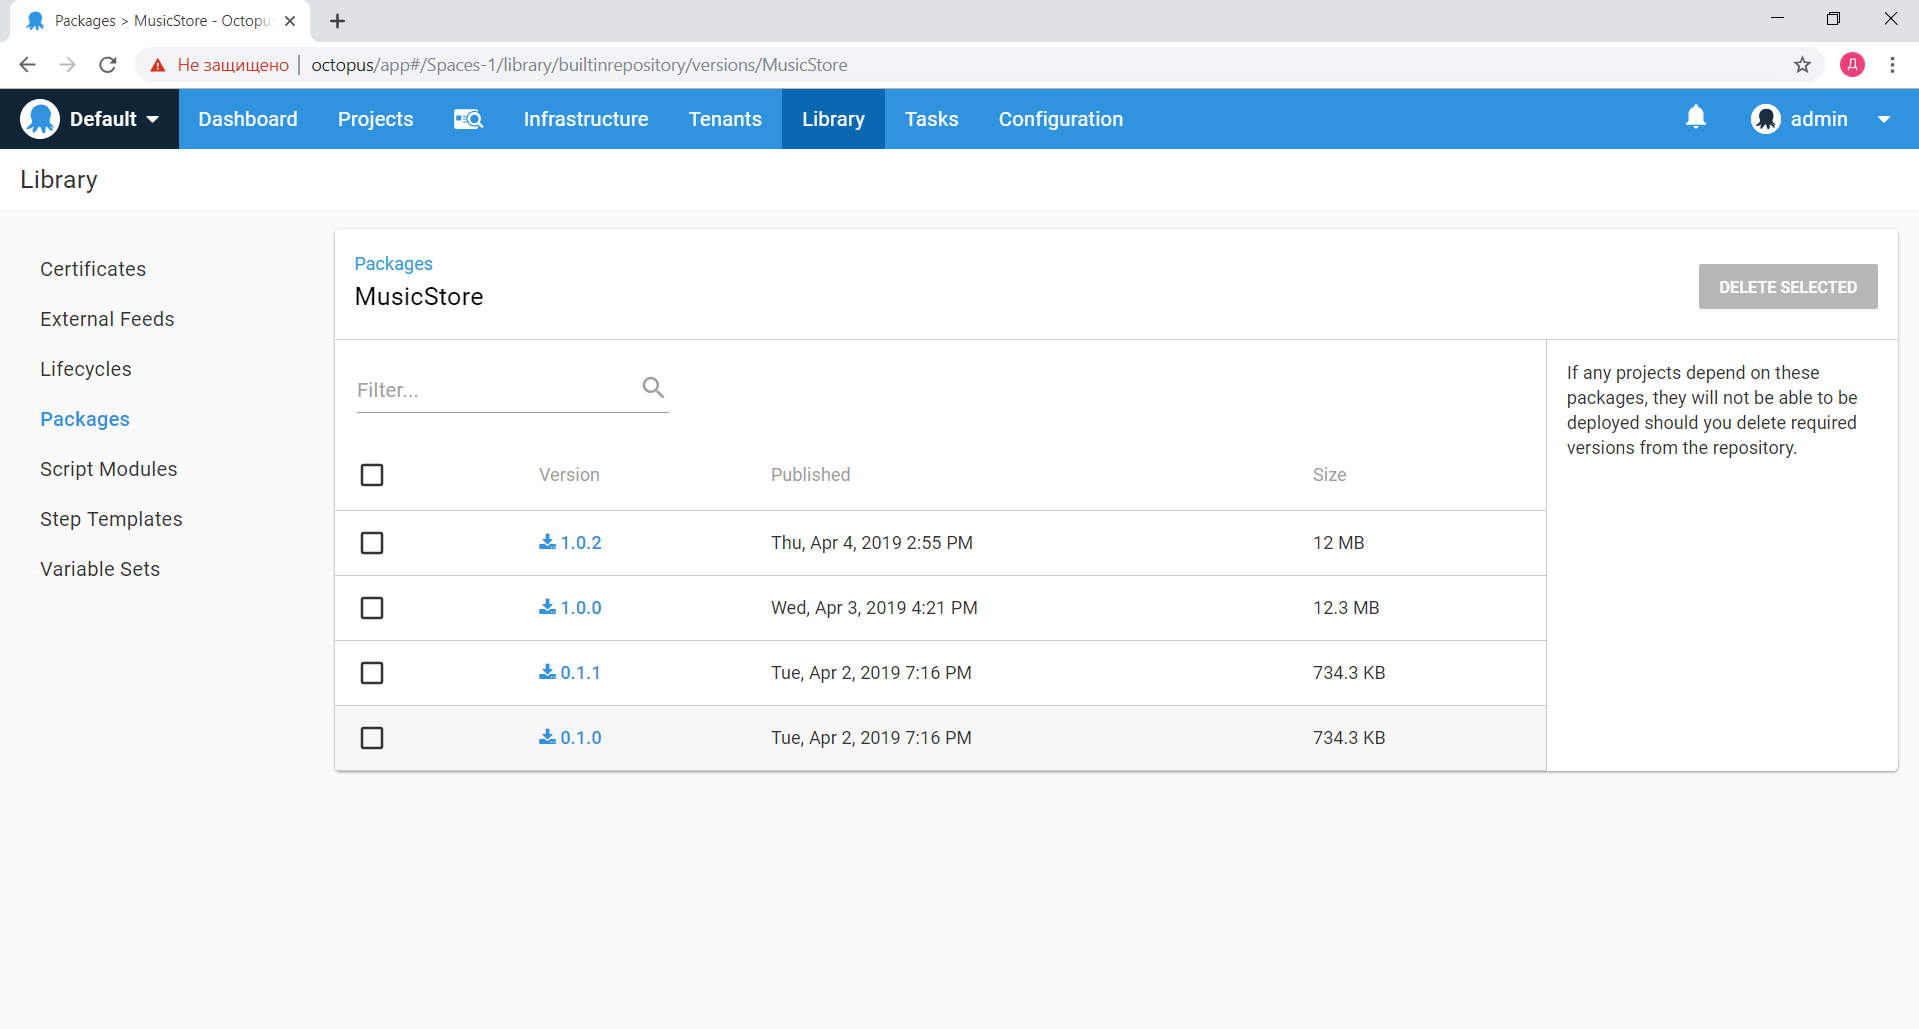 Packages > MusicStore - Octopu
Не защищено octopus/app#/Spaces-1/library/builtinrepository/versions/MusicStore
Д
Default Dashboard Projects Infrastructure Tenants Library Tasks Configuration admin
Library
Certificates
External Feeds
Lifecycles
Packages
Script Modules
Step Templates
Variable Sets
Packages
MusicStore
DELETE SELECTED
Filter...
Version Published Size
1.0.2 Thu, Apr 4, 2019 2:55 PM 12 MB
1.0.0 Wed, Apr 3, 2019 4:21 PM 12.3 MB
0.1.1 Tue, Apr 2, 2019 7:16 PM 734.3 KB
0.1.0 Tue, Apr 2, 2019 7:16 PM 734.3 KB
If any projects depend on these
packages, they will not be able to be
deployed should you delete required
versions from the repository.